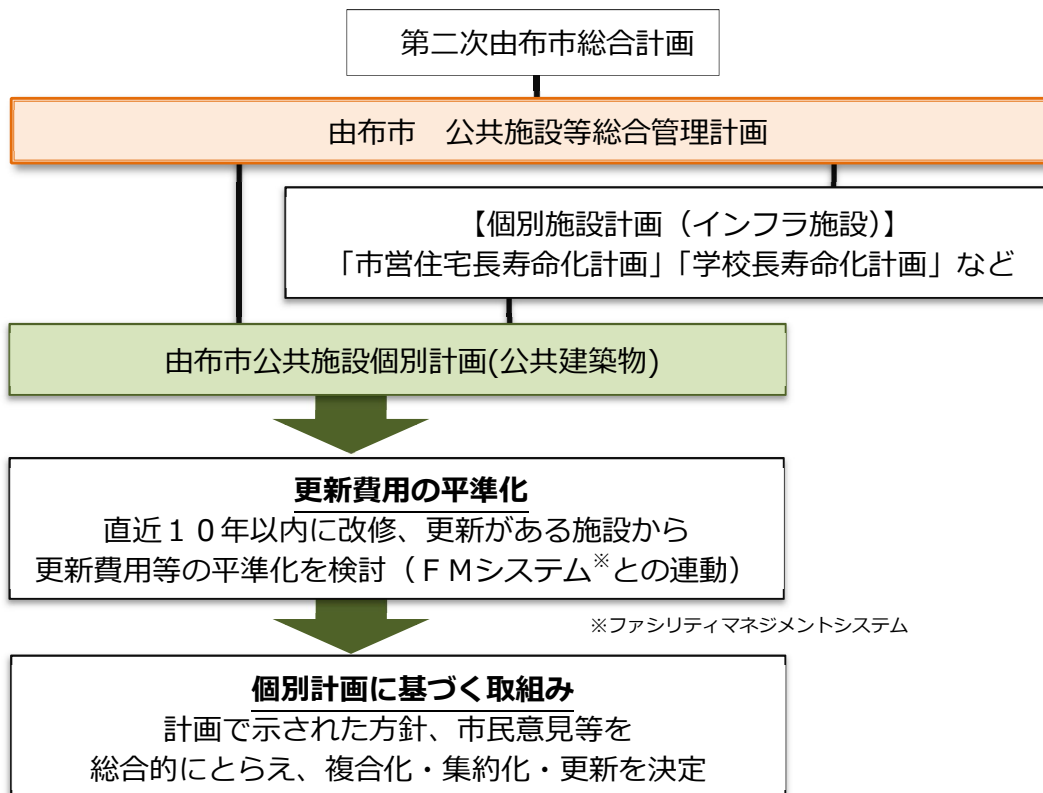 第二次由布市総合計画
由布市　公共施設等総合管理計画
【個別施設計画（インフラ施設）】
「市営住宅長寿命化計画」「学校長寿命化計画」など
由布市公共施設個別計画(公共建築物)
更新費用の平準化
直近１０年以内に改修、更新がある施設から
更新費用等の平準化を検討（ＦＭシステム※との連動）
※ファシリティマネジメントシステム
個別計画に基づく取組み
計画で示された方針、市民意見等を
総合的にとらえ、複合化・集約化・更新を決定